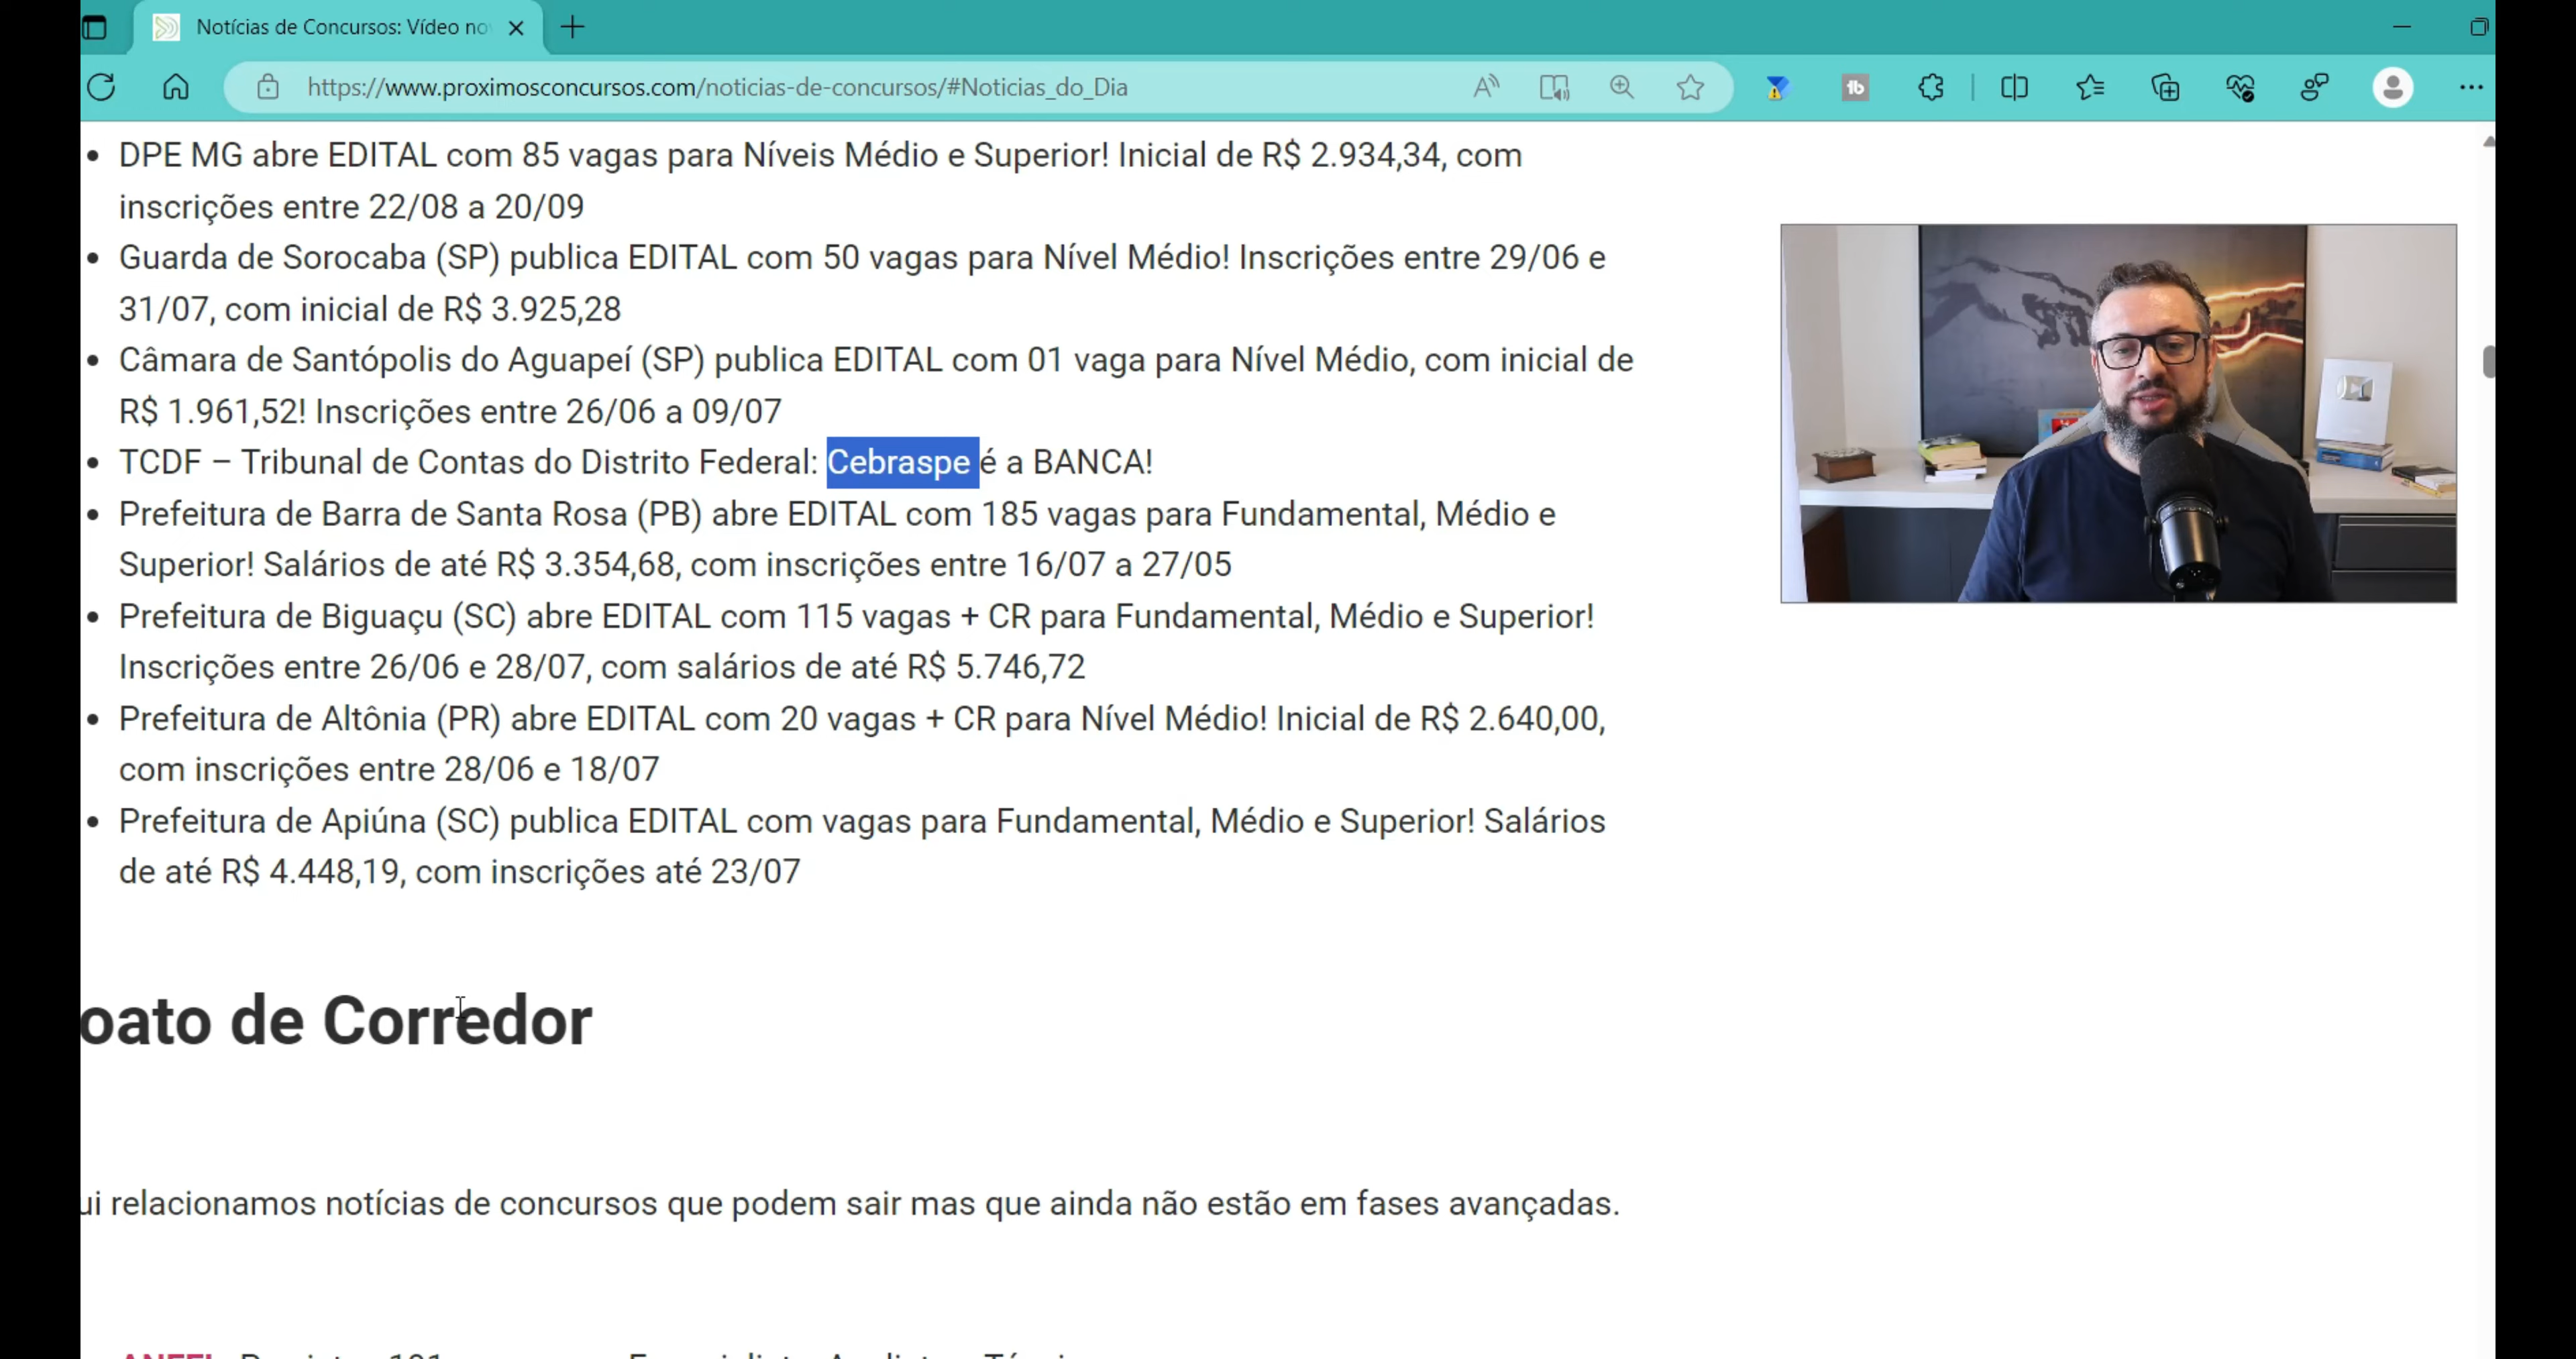 Notícias de Concursos: Vídeo no
https://www.proximosconcursos.com/noticias-de-concursos/#Noticias_do_Dia
DPE MG abre EDITAL com 85 vagas para Níveis Médio e Superior! Inicial de R$ 2.934,34, com
inscrições entre 22/08 a 20/09
Guarda de Sorocaba (SP) publica EDITAL com 50 vagas para Nível Médio! Inscrições entre 29/06 e
31/07, com inicial de R$ 3.925,28
Câmara de Santópolis do Aguapeí (SP) publica EDITAL com 01 vaga para Nível Médio, com inicial de
R$ 1.961,52! Inscrições entre 26/06 a 09/07
TCDF – Tribunal de Contas do Distrito Federal: Cebraspe é a BANCA!
Prefeitura de Barra de Santa Rosa (PB) abre EDITAL com 185 vagas para Fundamental, Médio e
Superior! Salários de até R$ 3.354,68, com inscrições entre 16/07 a 27/05
Prefeitura de Biguaçu (SC) abre EDITAL com 115 vagas + CR para Fundamental, Médio e Superior!
Inscrições entre 26/06 e 28/07, com salários de até R$ 5.746,72
Prefeitura de Altônia (PR) abre EDITAL com 20 vagas + CR para Nível Médio! Inicial de R$ 2.640,00,
com inscrições entre 28/06 e 18/07
Prefeitura de Apiúna (SC) publica EDITAL com vagas para Fundamental, Médio e Superior! Salários
de até R$ 4.448,19, com inscrições até 23/07
oato de Corredor
ui relacionamos notícias de concursos que podem sair mas que ainda não estão em fases avançadas.